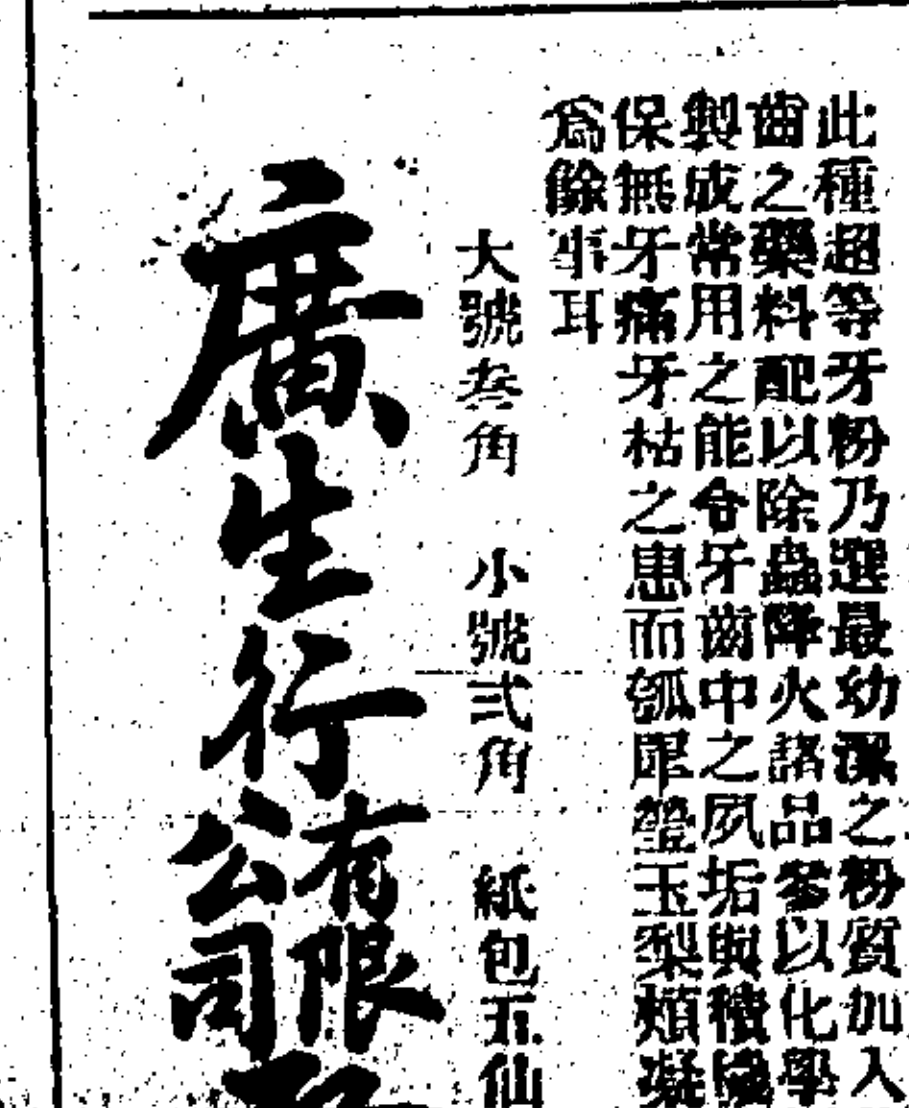 此種超等牙粉乃選最幼潔之粉質加入
齒之藥料配以除蟲降火諸品參以化學
製成常用之能令牙齒中之夙垢與積
保無牙痛牙枯之患而瓠犀瑩玉梨頰凝
爲餘事耳
大號叁角 小號弍角 紙包五仙
廣生行有限公司